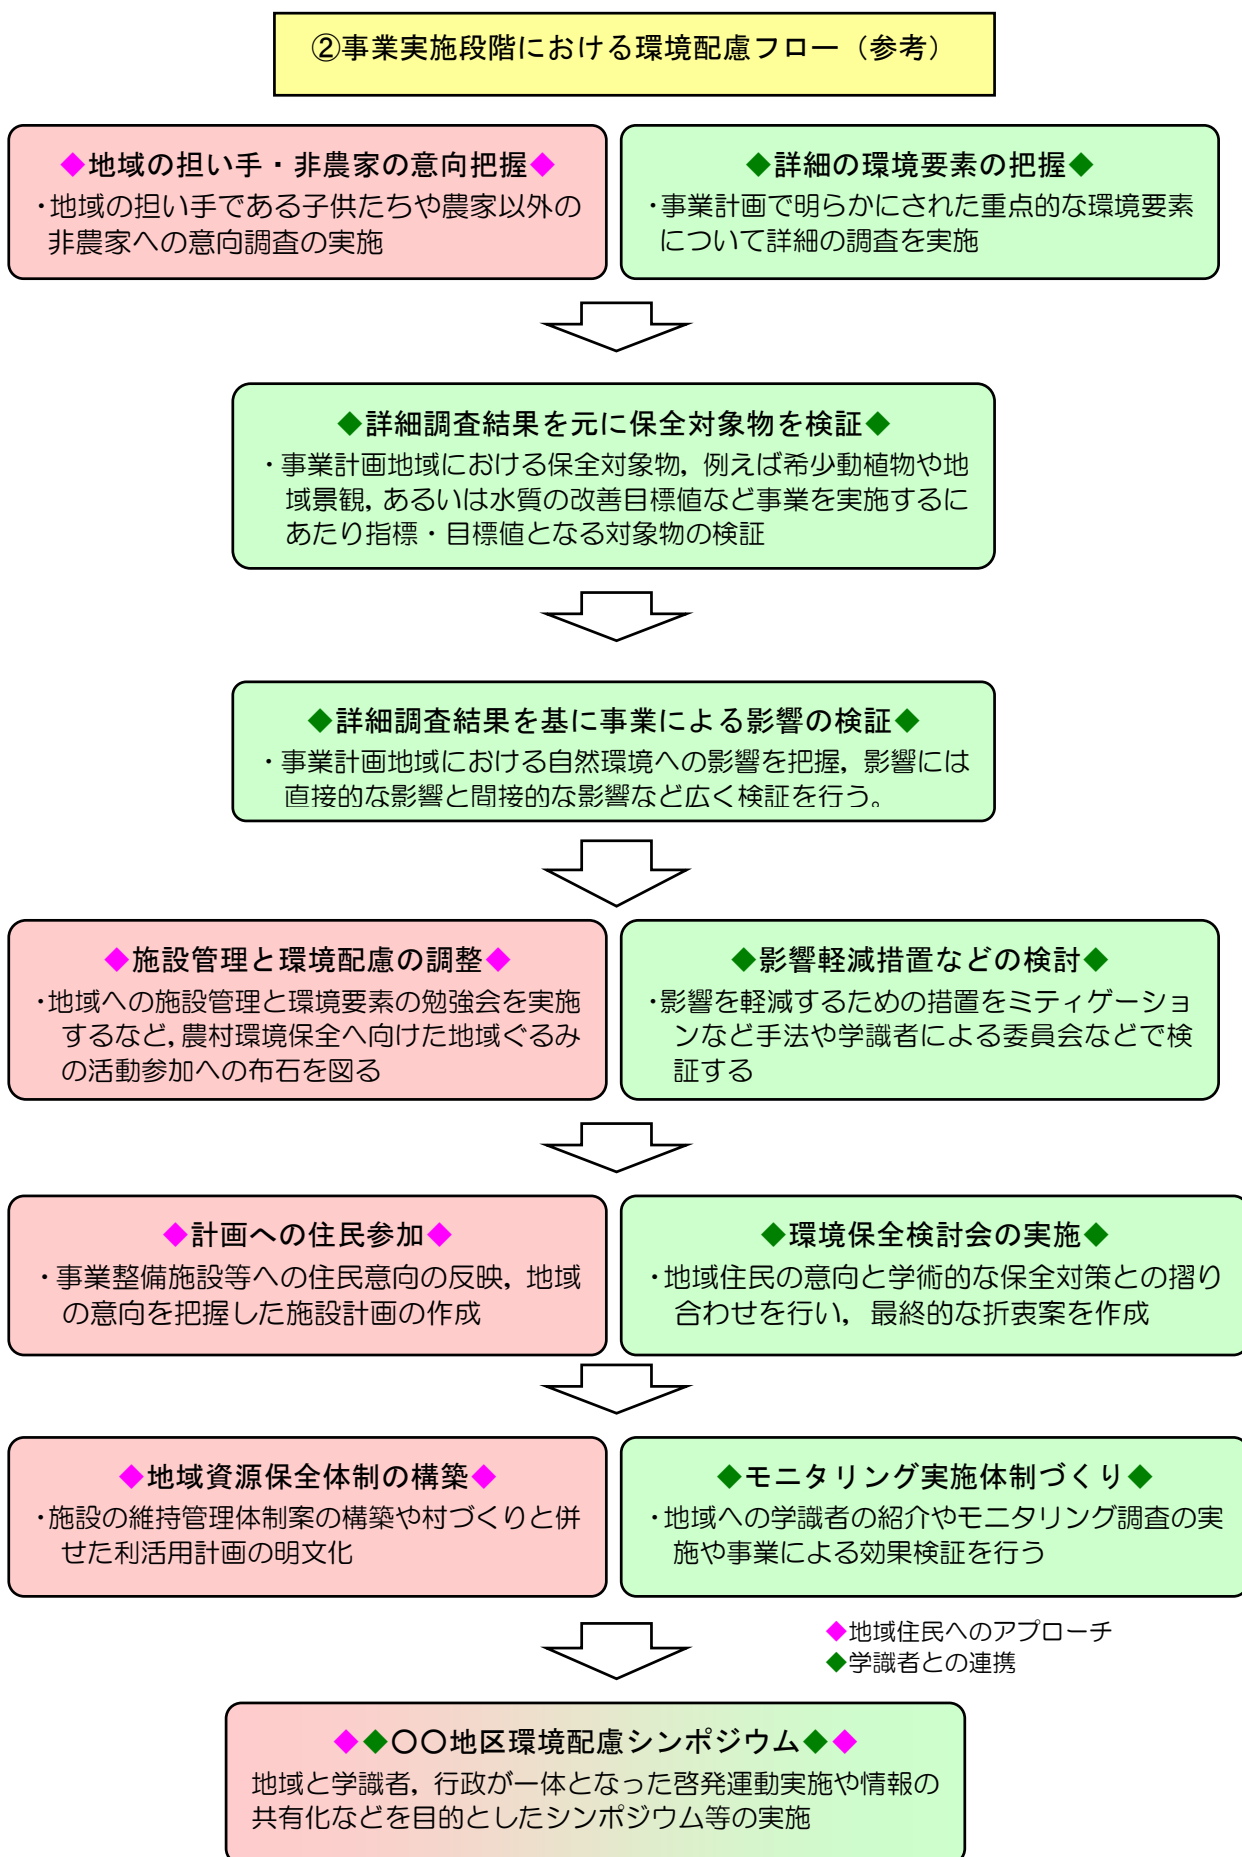 ②事業実施段階における環境配慮フロー（参考）
◆地域の担い手・非農家の意向把握◆
・地域の担い手である子供たちや農家以外の
非農家への意向調査の実施
◆詳細の環境要素の把握◆
・事業計画で明らかにされた重点的な環境要素
について詳細の調査を実施
◆詳細調査結果を元に保全対象物を検証◆
・事業計画地域における保全対象物，例えば希少動植物や地
域景観，あるいは水質の改善目標値など事業を実施するに
あたり指標・目標値となる対象物の検証
◆詳細調査結果を基に事業による影響の検証◆
・事業計画地域における自然環境への影響を把握，影響には
直接的な影響と間接的な影響など広く検証を行う。
◆施設管理と環境配慮の調整◆
・地域への施設管理と環境要素の勉強会を実施
するなど，農村環境保全へ向けた地域ぐるみ
の活動参加への布石を図る
◆影響軽減措置などの検討◆
・影響を軽減するための措置をミティゲーショ
ンなど手法や学識者による委員会などで検
証する
◆計画への住民参加◆
・事業整備施設等への住民意向の反映，地域
の意向を把握した施設計画の作成
◆環境保全検討会の実施◆
・地域住民の意向と学術的な保全対策との摺り
合わせを行い，最終的な折衷案を作成
◆地域資源保全体制の構築◆
・施設の維持管理体制案の構築や村づくりと併
せた利活用計画の明文化
◆モニタリング実施体制づくり◆
・地域への学識者の紹介やモニタリング調査の実
施や事業による効果検証を行う
◆地域住民へのアプローチ
◆学識者との連携
◆◆〇〇地区環境配慮シンポジウム◆◆
地域と学識者，行政が一体となった啓発運動実施や情報の
共有化などを目的としたシンポジウム等の実施